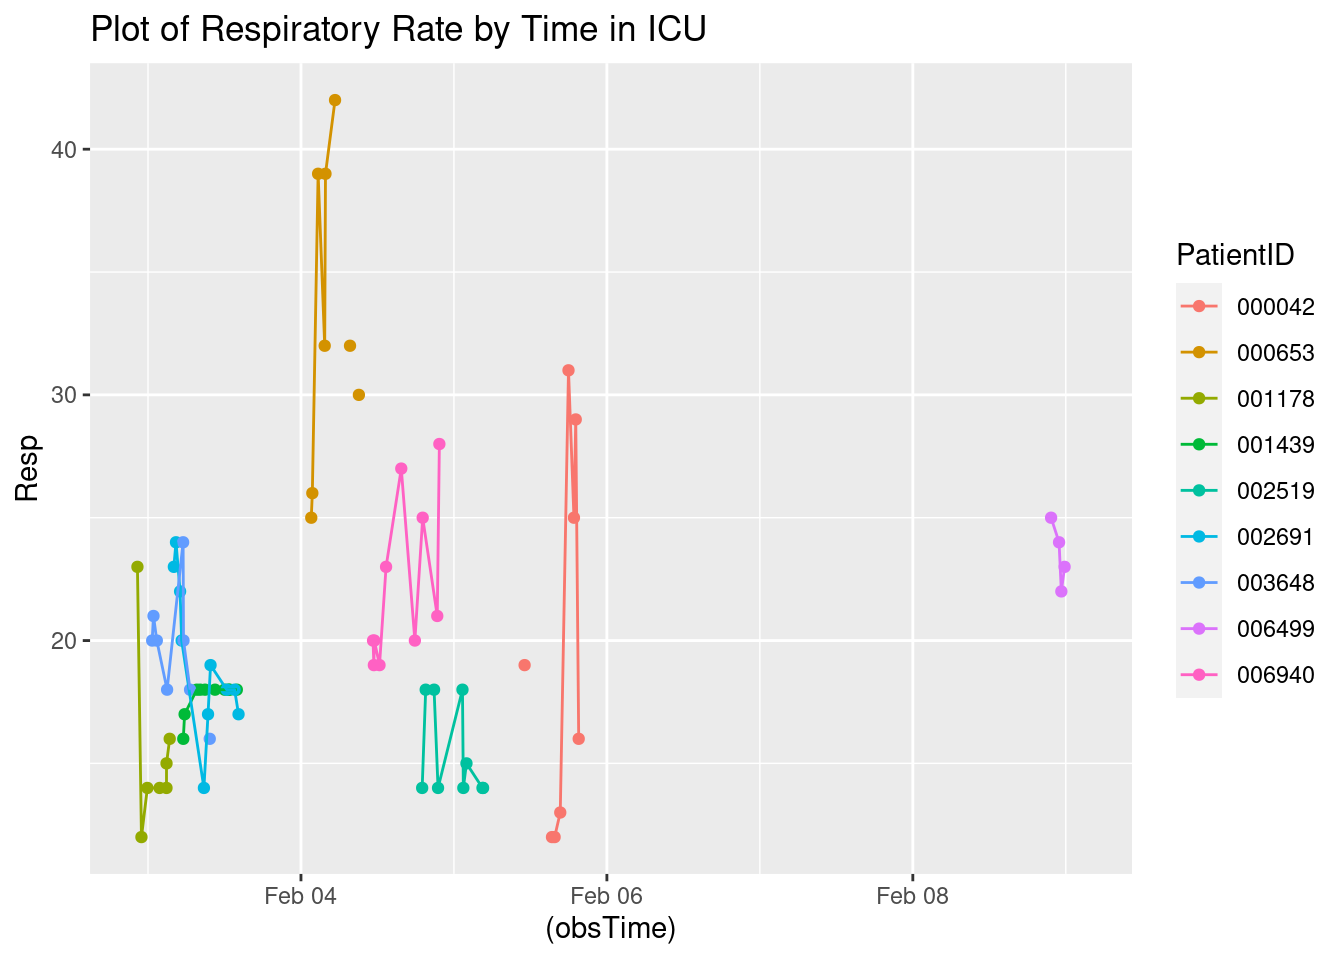 Plot of Respiratory Rate by Time in ICU
40
30
20
Resp
Feb 04
Feb 06
Feb 08
(obsTime)
PatientID
000042
000653
001178
001439
002519
002691
003648
006499
006940